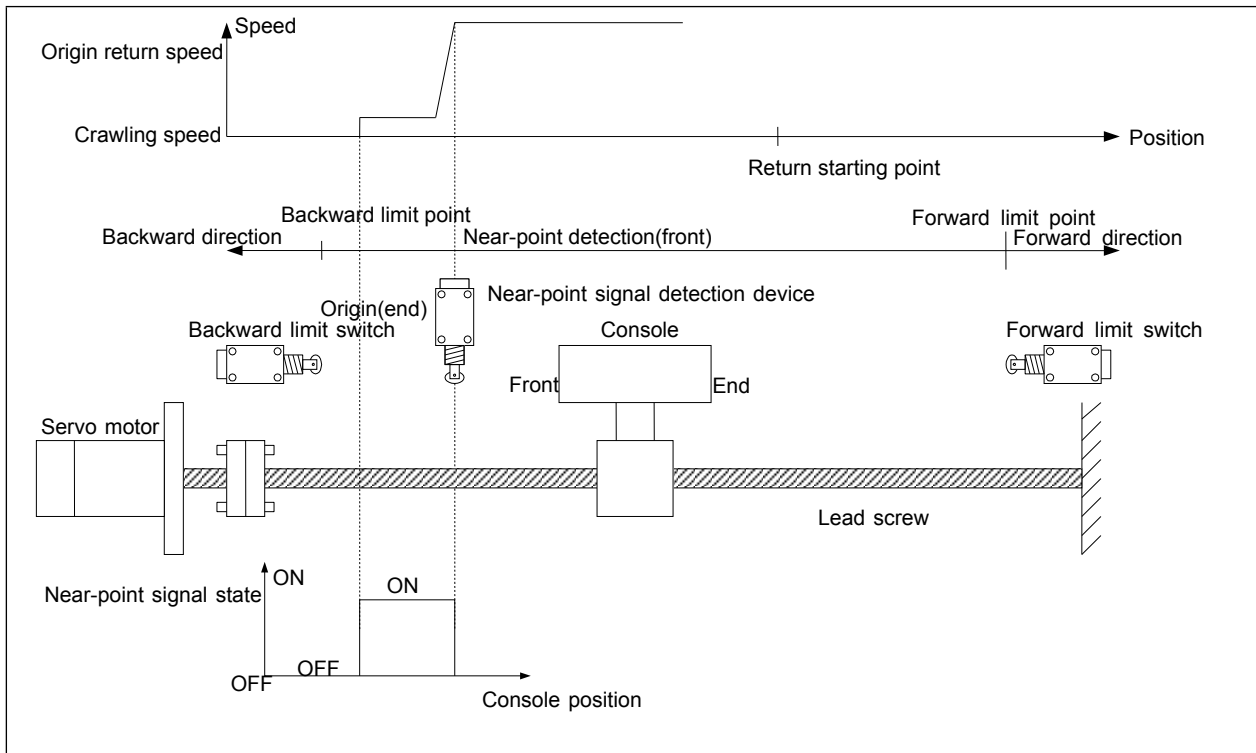 Speed
Origin return speed
Crawling speed
Position
Return starting point
Backward limit point
Forward limit point
Backward direction
Near-point detection(front)
Forward direction
Near-point signal detection device
Origin(end)
Backward limit switch
Console
Forward limit switch
Front
End
Servo motor
Lead screw
ON
ON
Near-point signal state
OFF
OFF
Console position